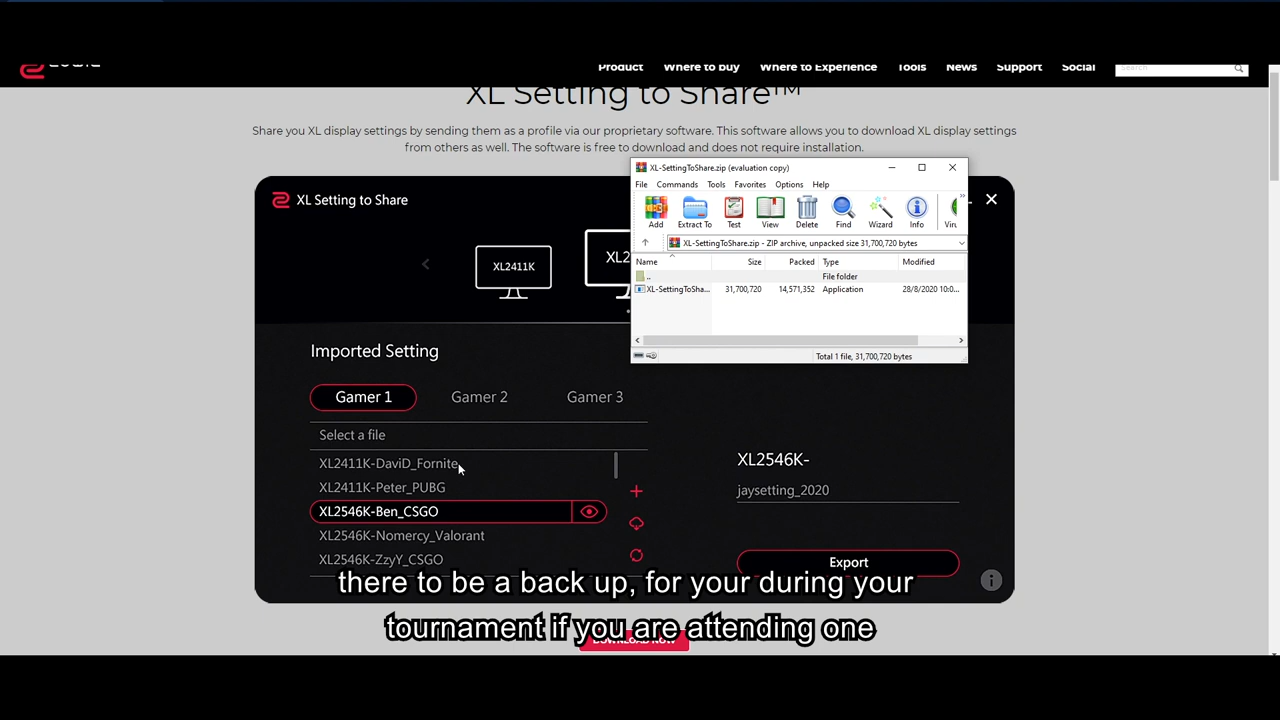 Product Where to buy Where to Experience Tools News Support Social
XL Setting to Share™
Share you XL display settings by sending them as a profile via our proprietary software. This software allows you to download XL display settings
from others as well. The software is free to download and does not require installation.
XL-SettingToShare.zip (evaluation copy)
File Commands Tools Favorites Options Help
Add Extract To Test View Delete Find Wizard Info
XL-SettingToShare.zip - ZIP archive, unpacked size 31,700,720 bytes
Name Size Packed Type Modified
.. File folder
XL-SettingToSha... 31,700,720 14,571,352 Application 28/8/2020 10:0...
Total 1 file, 31,700,720 bytes
XL Setting to Share
XL2411K
Imported Setting
Gamer 1 Gamer 2 Gamer 3
Select a file
XL2411K-DaviD_Fornite
XL2411K-Peter_PUBG
XL2546K-Ben_CSGO
XL2546K-Nomercy_Valorant
XL2546K-ZzyY_CSGO
XL2546K-
jaysetting_2020
Export
there to be a back up, for your during your
tournament if you are attending one